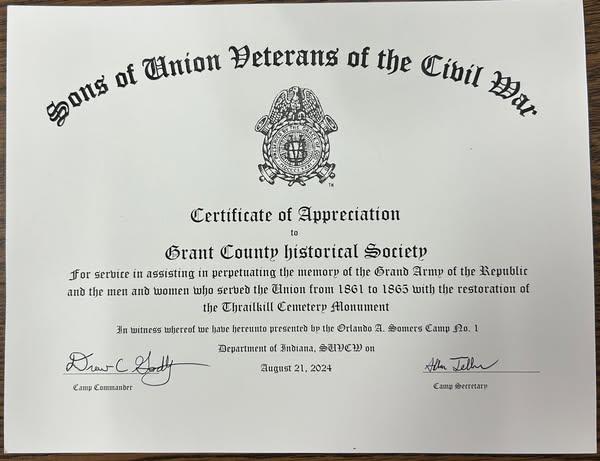 Sons of Union Veterans of the Civil War
TM
Certificate of Appreciation
to
Grant County historical Society
For service in assisting in perpetuating the memory of the Grand Army of the Republic
and the men and women who served the Union from 1861 to 1865 with the restoration of
the Thrailkill Cemetery Monument
In witness whereof we have hereunto presented by the Orlando A. Somers Camp No. 1
Department of Indiana, SUVCW on
August 21, 2024
Camp Commander
Camp Secretary